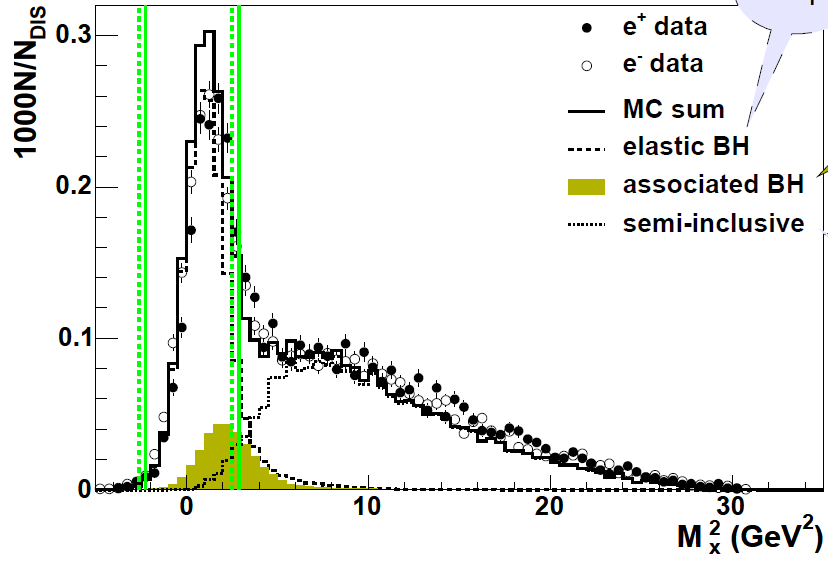 1000N/N_DIS
0.3
0.2
0.1
0
e+ data
e- data
MC sum
elastic BH
associated BH
semi-inclusive
0
10
20
30
M_x^2 (GeV^2)